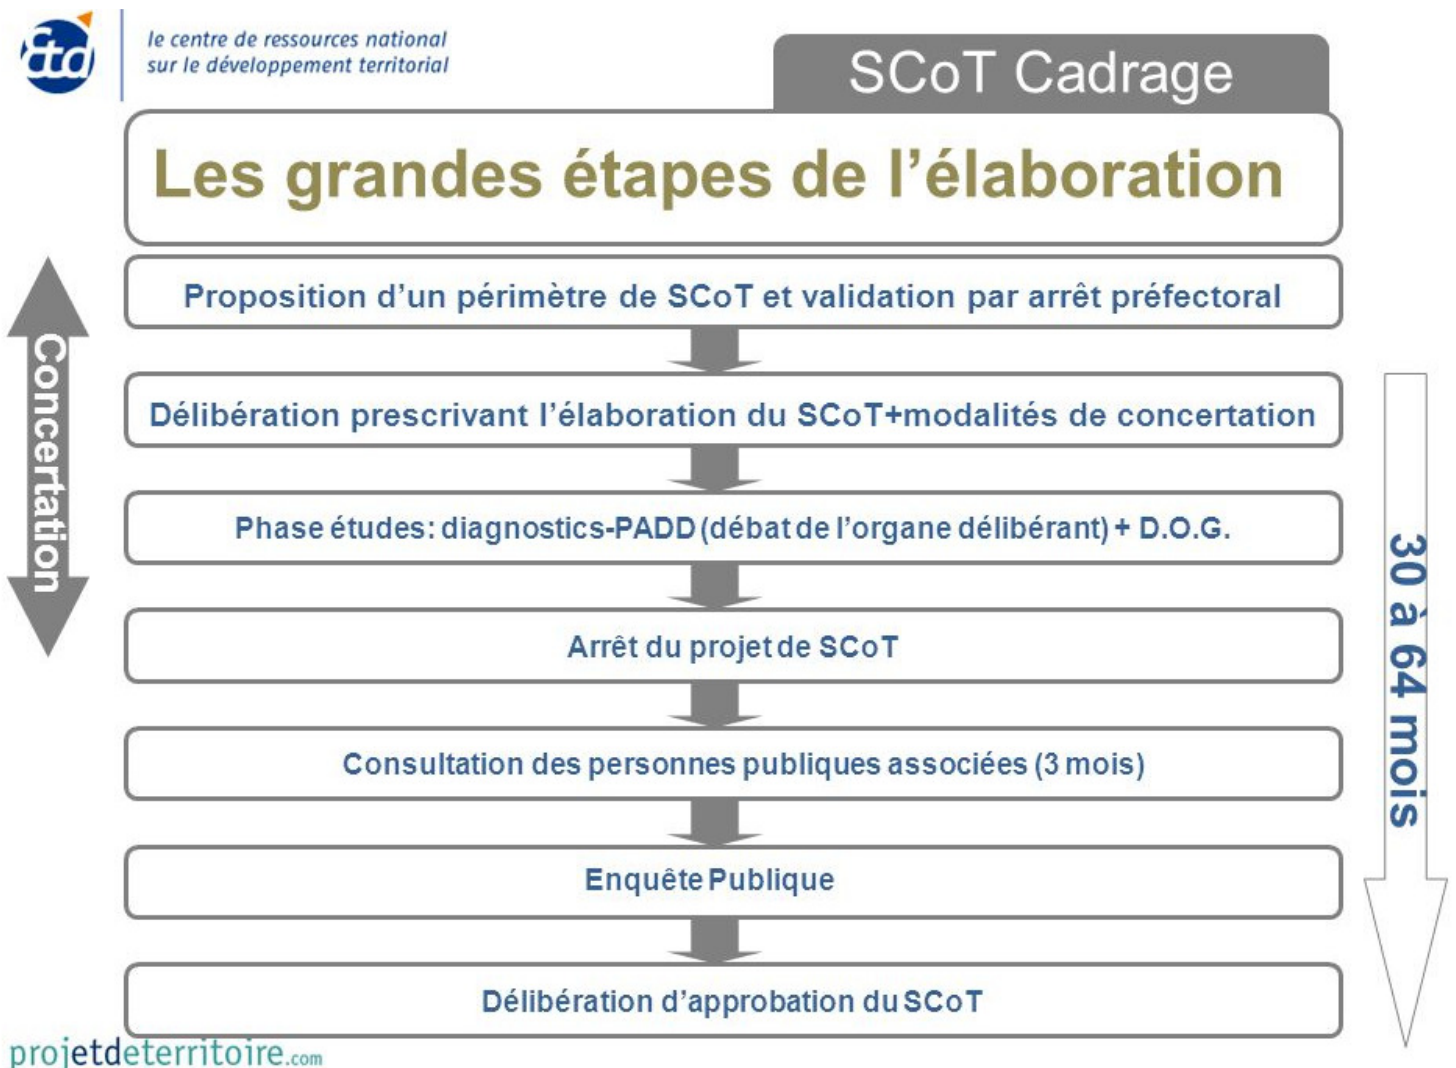 Etd
le centre de ressources national
sur le développement territorial
SCoT Cadrage
Les grandes étapes de l’élaboration
Concertation
Proposition d’un périmètre de SCoT et validation par arrêt préfectoral
Délibération prescrivant l’élaboration du SCoT+modalités de concertation
Phase études: diagnostics-PADD (débat de l’organe délibérant) + D.O.G.
Arrêt du projet de SCoT
Consultation des personnes publiques associées (3 mois)
Enquête Publique
Délibération d’approbation du SCoT
30 à 64 mois
projetdeterritoire.com